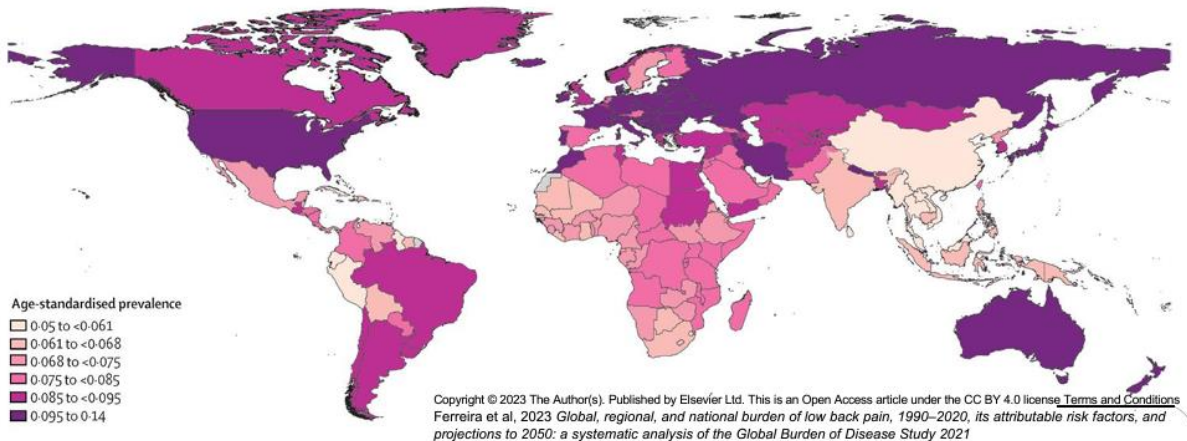 Age-standardised prevalence
0·05 to <0·061
0·061 to <0·068
0·068 to <0·075
0·075 to <0·085
0·085 to <0·095
0·095 to 0·14
Copyright © 2023 The Author(s). Published by Elsevier Ltd. This is an Open Access article under the CC BY 4.0 license Terms and Conditions
Ferreira et al, 2023 Global, regional, and national burden of low back pain, 1990–2020, its attributable risk factors, and
projections to 2050: a systematic analysis of the Global Burden of Disease Study 2021